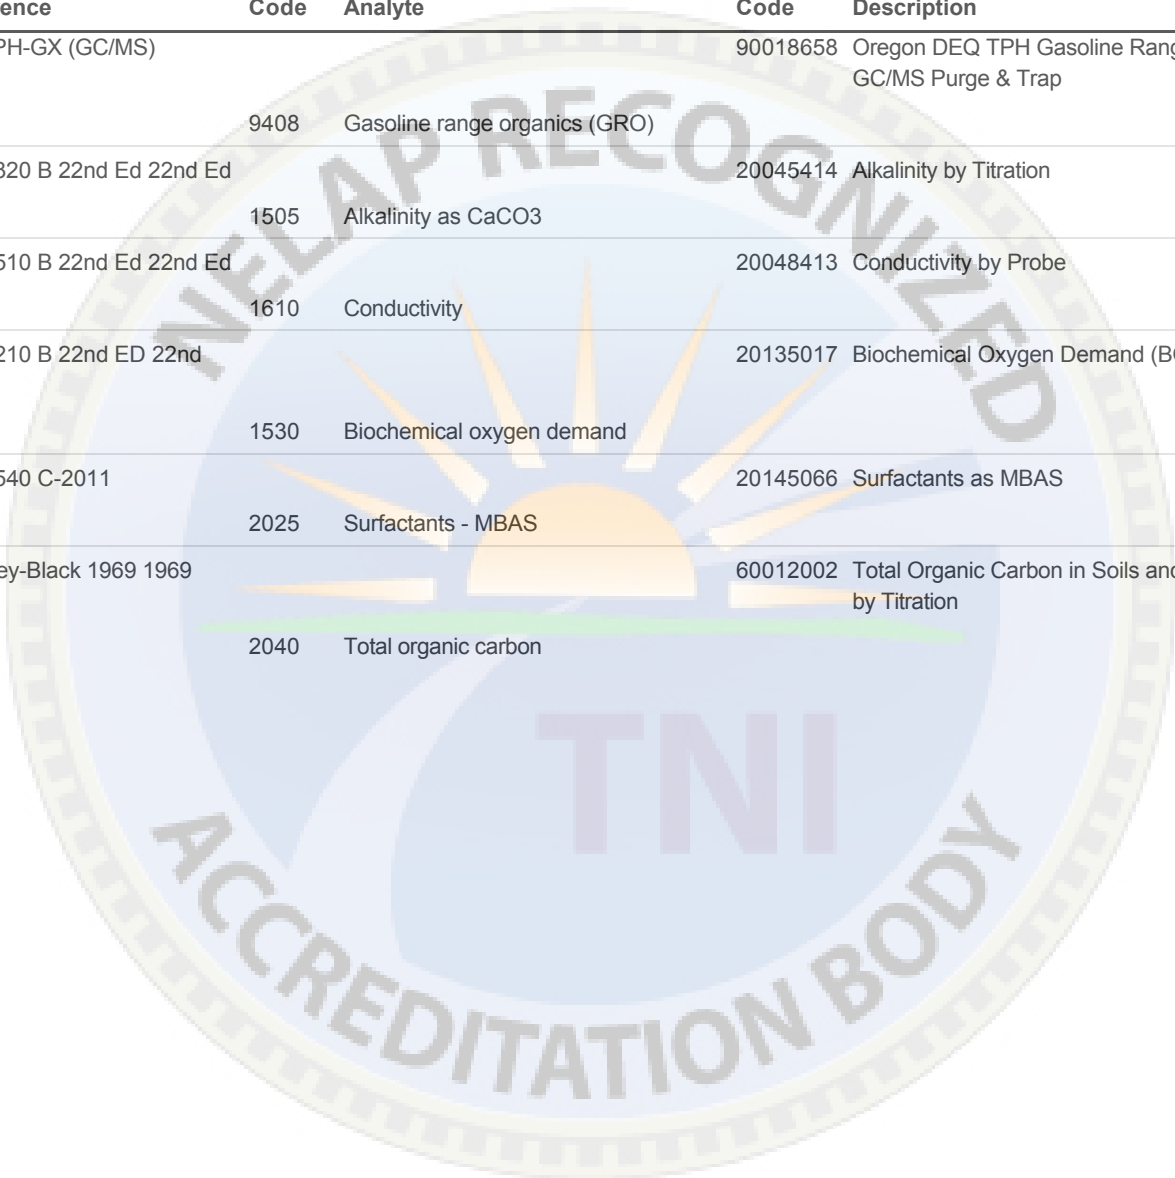 ence Code Analyte Code Description
PH-GX (GC/MS) 90018658 Oregon DEQ TPH Gasoline Rang
GC/MS Purge & Trap
9408 Gasoline range organics (GRO)
320 B 22nd Ed 22nd Ed 20045414 Alkalinity by Titration
1505 Alkalinity as CaCO3
510 B 22nd Ed 22nd Ed 20048413 Conductivity by Probe
1610 Conductivity
210 B 22nd ED 22nd 20135017 Biochemical Oxygen Demand (BO
1530 Biochemical oxygen demand
540 C-2011 20145066 Surfactants as MBAS
2025 Surfactants - MBAS
ey-Black 1969 1969 60012002 Total Organic Carbon in Soils and
by Titration
2040 Total organic carbon
NELAP RECOGNIZED
TNI
ACCREDITATION BODY